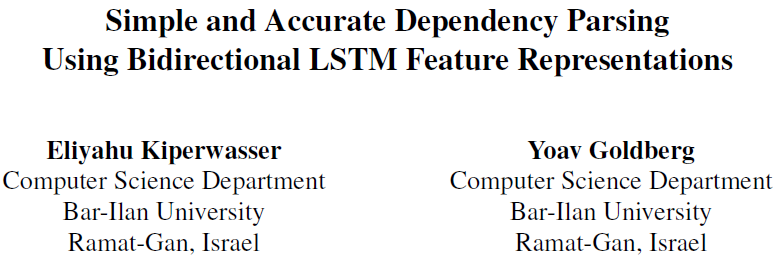 Simple and Accurate Dependency Parsing
Using Bidirectional LSTM Feature Representations
Eliyahu Kiperwasser
Computer Science Department
Bar-Ilan University
Ramat-Gan, Israel
Yoav Goldberg
Computer Science Department
Bar-Ilan University
Ramat-Gan, Israel